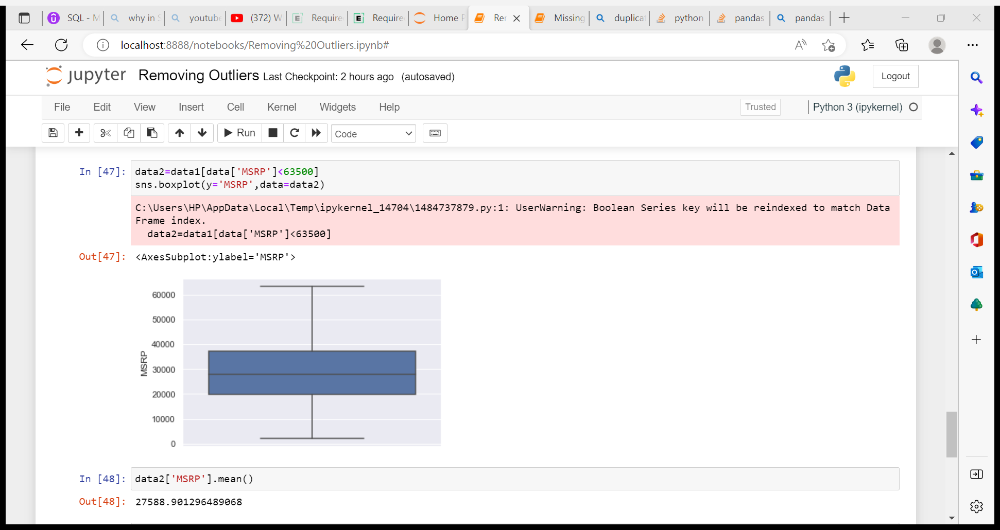 SQL - M
why in S
youtube
(372) W
Require
Require
Home P
Rer
Missing
duplicat
python
pandas
pandas
localhost:8888/notebooks/Removing%20Outliers.ipynb#
jupyter Removing Outliers Last Checkpoint: 2 hours ago (autosaved)
Logout
File Edit View Insert Cell Kernel Widgets Help
Trusted
Python 3 (ipykernel)
Run
Code
In [47]: data2=data1[data['MSRP']<63500]
sns.boxplot(y='MSRP',data=data2)
C:\Users\HP\AppData\Local\Temp\ipykernel_14704\1484737879.py:1: UserWarning: Boolean Series key will be reindexed to match Data
Frame index.
data2=data1[data['MSRP']<63500]
Out[47]: <AxesSubplot:ylabel='MSRP'>
60000
50000
40000
30000
20000
10000
0
MSRP
In [48]: data2['MSRP'].mean()
Out[48]: 27588.901296489068